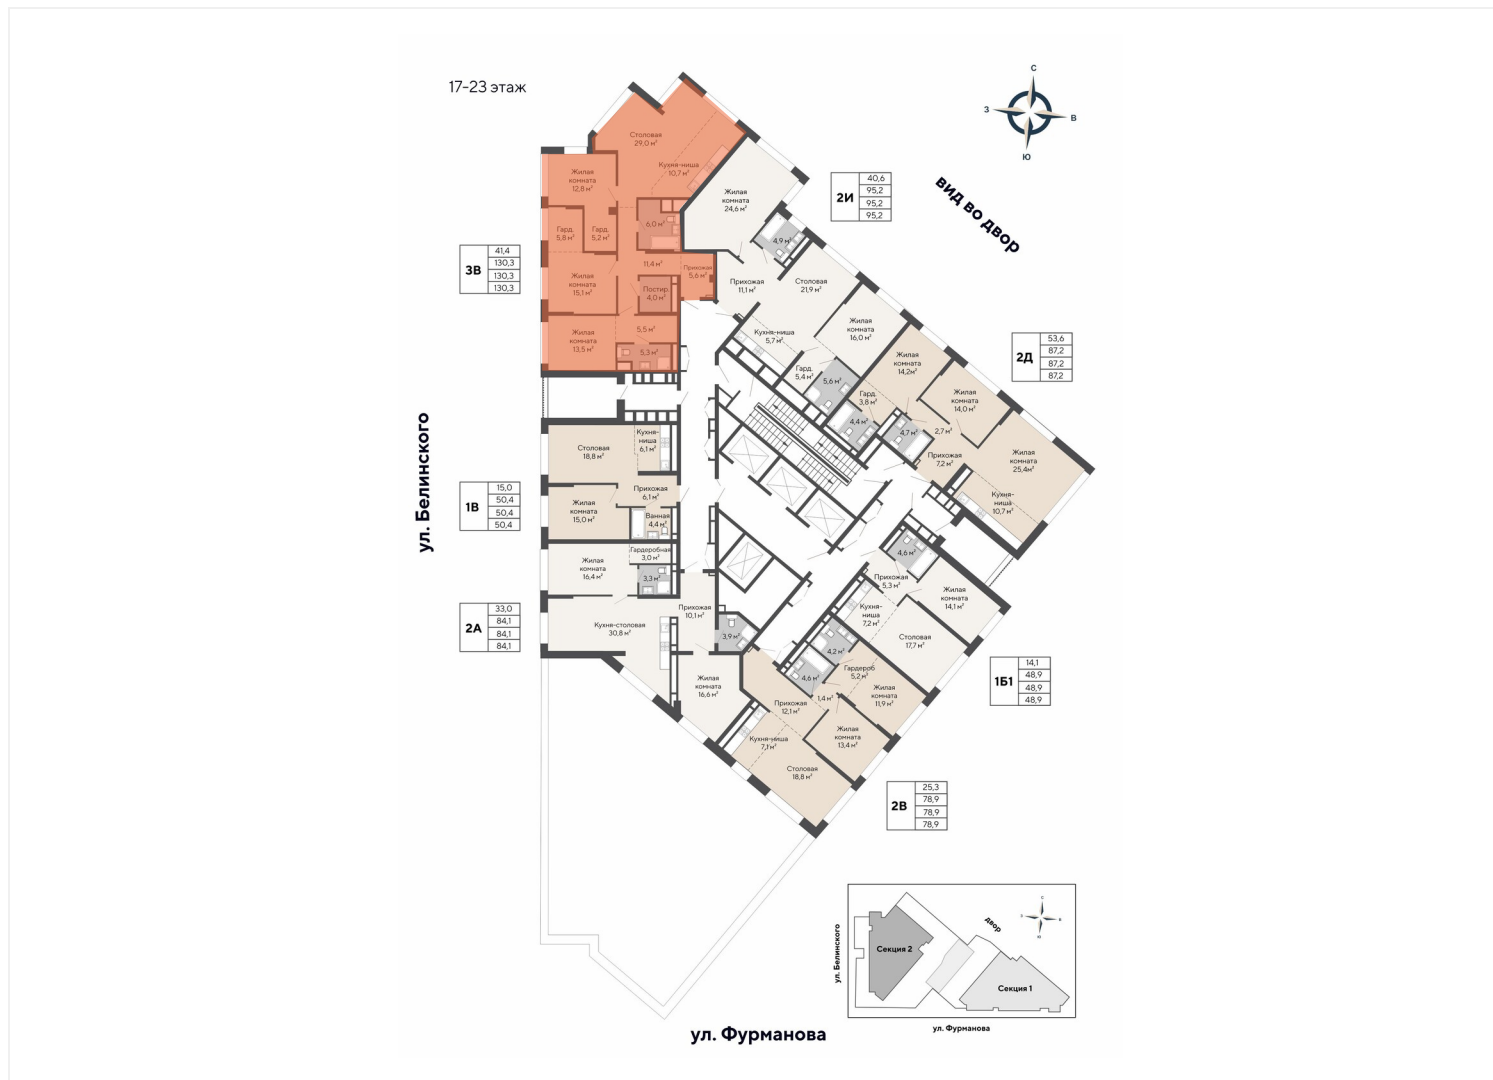 17-23 этаж
С
З
В
Ю
вид во двор
Столовая
29,0 м²
Кухня-ниша
10,7 м²
Жилая
комната
12,8 м²
Гард.
5,8 м²
Гард.
5,2 м²
6,0 м²
11,4 м²
Прихожая
5,6 м²
Жилая
комната
15,1 м²
Постир.
4,0 м²
Жилая
комната
13,5 м²
5,5 м²
5,3 м²
3В
41,4
130,3
130,3
130,3
Жилая
комната
24,6 м²
4,9 м²
Прихожая
11,1 м²
Столовая
21,9 м²
Кухня-ниша
5,7 м²
Жилая
комната
16,0 м²
Гард.
5,4 м²
5,6 м²
2И
40,6
95,2
95,2
95,2
Жилая
комната
14,2м²
Жилая
комната
14,0 м²
Гард.
3,8 м²
4,4 м²
4,7 м²
2,7 м²
Прихожая
7,2 м²
Жилая
комната
25,4м²
Кухня-
ниша
10,7 м²
2Д
53,6
87,2
87,2
87,2
ул. Белинского
Столовая
18,8 м²
Кухня-
ниша
6,1 м²
Прихожая
6,1 м²
Жилая
комната
15,0 м²
Ванная
4,4 м²
1В
15,0
50,4
50,4
50,4
Жилая
комната
16,4 м²
Гардеробная
3,0 м²
3,3 м²
Прихожая
10,1 м²
Кухня-столовая
30,8 м²
3,9 м²
Жилая
комната
16,6 м²
2А
33,0
84,1
84,1
84,1
4,6 м²
Прихожая
5,3 м²
Жилая
комната
14,1 м²
Кухня-
ниша
7,2 м²
Столовая
17,7 м²
1Б1
14,1
48,9
48,9
48,9
4,2 м²
4,6 м²
Гардероб
5,2 м²
1,4 м²
Жилая
комната
11,9 м²
Прихожая
12,1 м²
Жилая
комната
13,4 м²
Кухня-ниша
7,1 м²
Столовая
18,8 м²
2В
25,3
78,9
78,9
78,9
ул. Фурманова
ул. Белинского
Секция 2
двор
Секция 1
ул. Фурманова